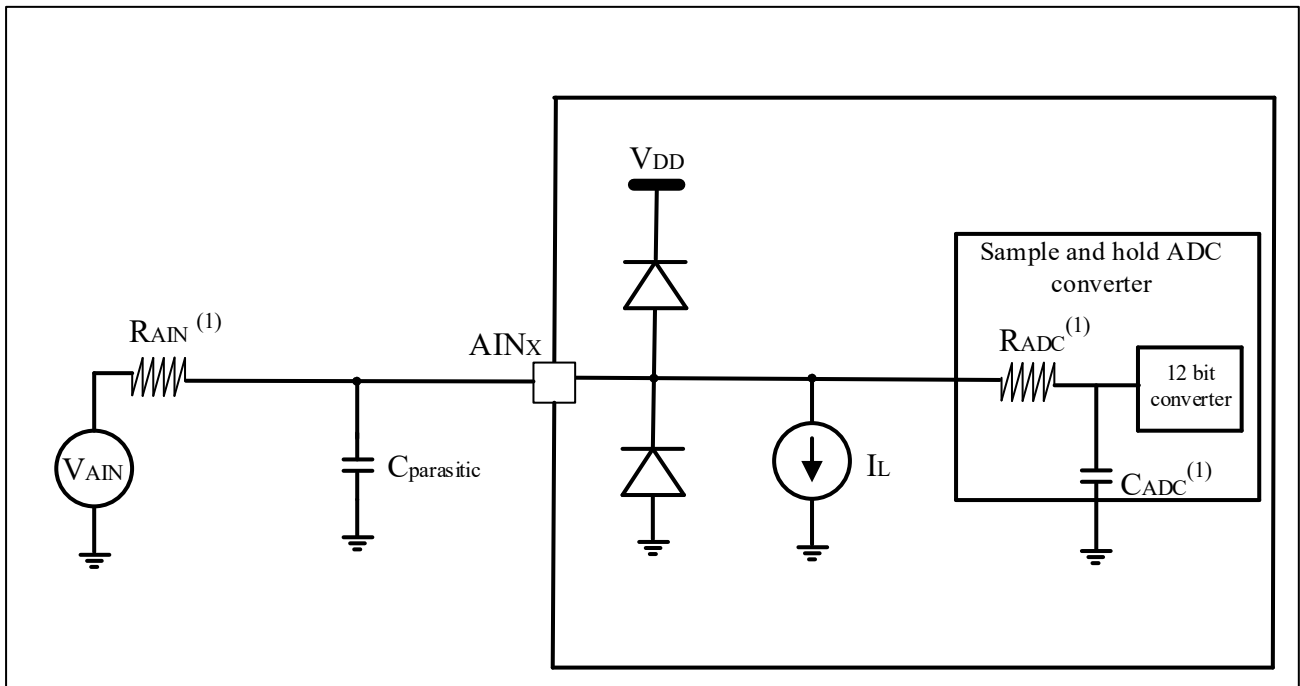 VDD
Sample and hold ADC
converter
RAIN (1)
AINX
RADC(1)
12 bit
converter
VAIN
Cparasitic
IL
CADC(1)